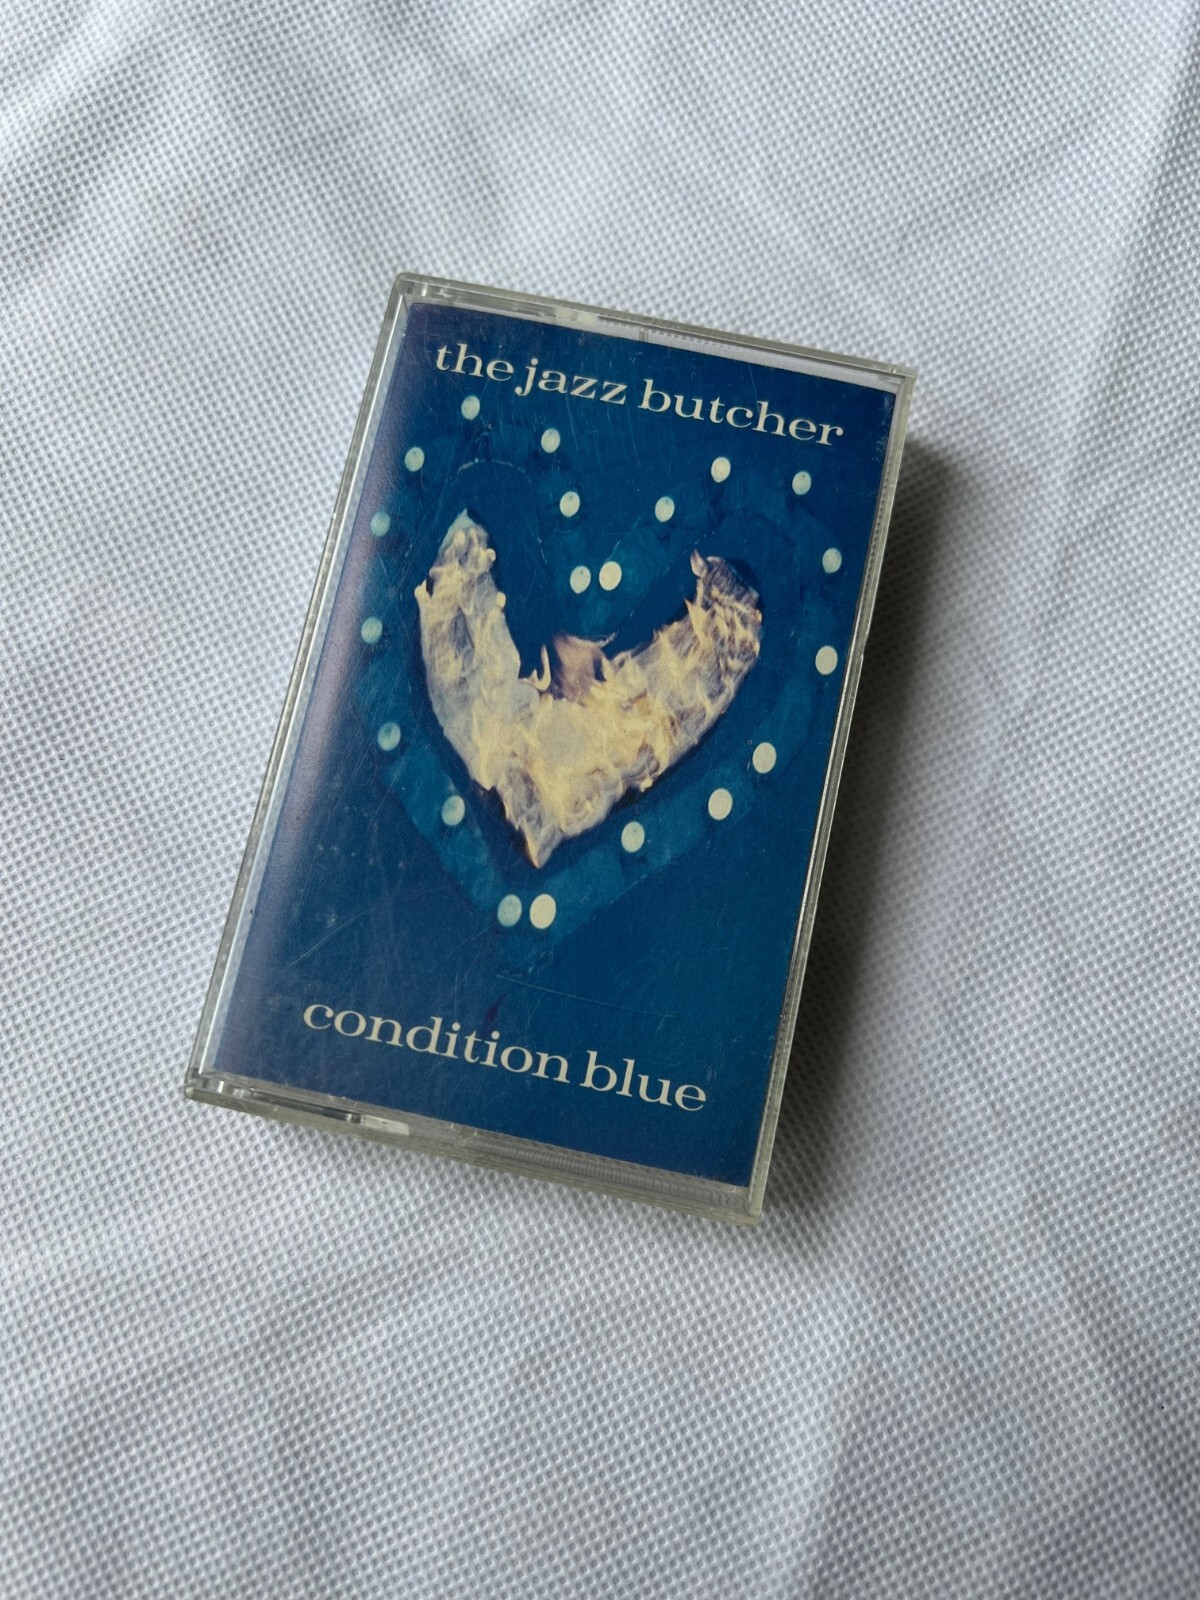 the jazz butcher
condition blue